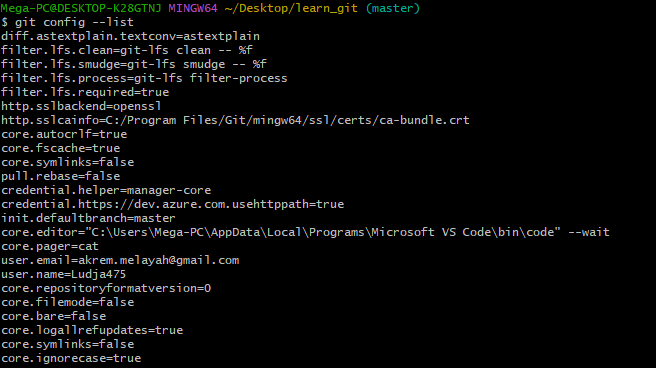 Mega-PC@DESKTOP-K28GTNJ MINGW64 ~/Desktop/learn_git (master)
$ git config --list
diff.astextplain.textconv=astextplain
filter.lfs.clean=git-lfs clean -- %f
filter.lfs.smudge=git-lfs smudge -- %f
filter.lfs.process=git-lfs filter-process
filter.lfs.required=true
http.sslbackend=openssl
http.sslcainfo=C:/Program Files/Git/mingw64/ssl/certs/ca-bundle.crt
core.autocrlf=true
core.fscache=true
core.symlinks=false
pull.rebase=false
credential.helper=manager-core
credential.https://dev.azure.com.usehttppath=true
init.defaultbranch=master
core.editor="C:\Users\Mega-PC\AppData\Local\Programs\Microsoft VS Code\bin\code" --wait
core.pager=cat
user.email=akrem.melayah@gmail.com
user.name=Ludja475
core.repositoryformatversion=0
core.filemode=false
core.bare=false
core.logallrefupdates=true
core.symlinks=false
core.ignorecase=true